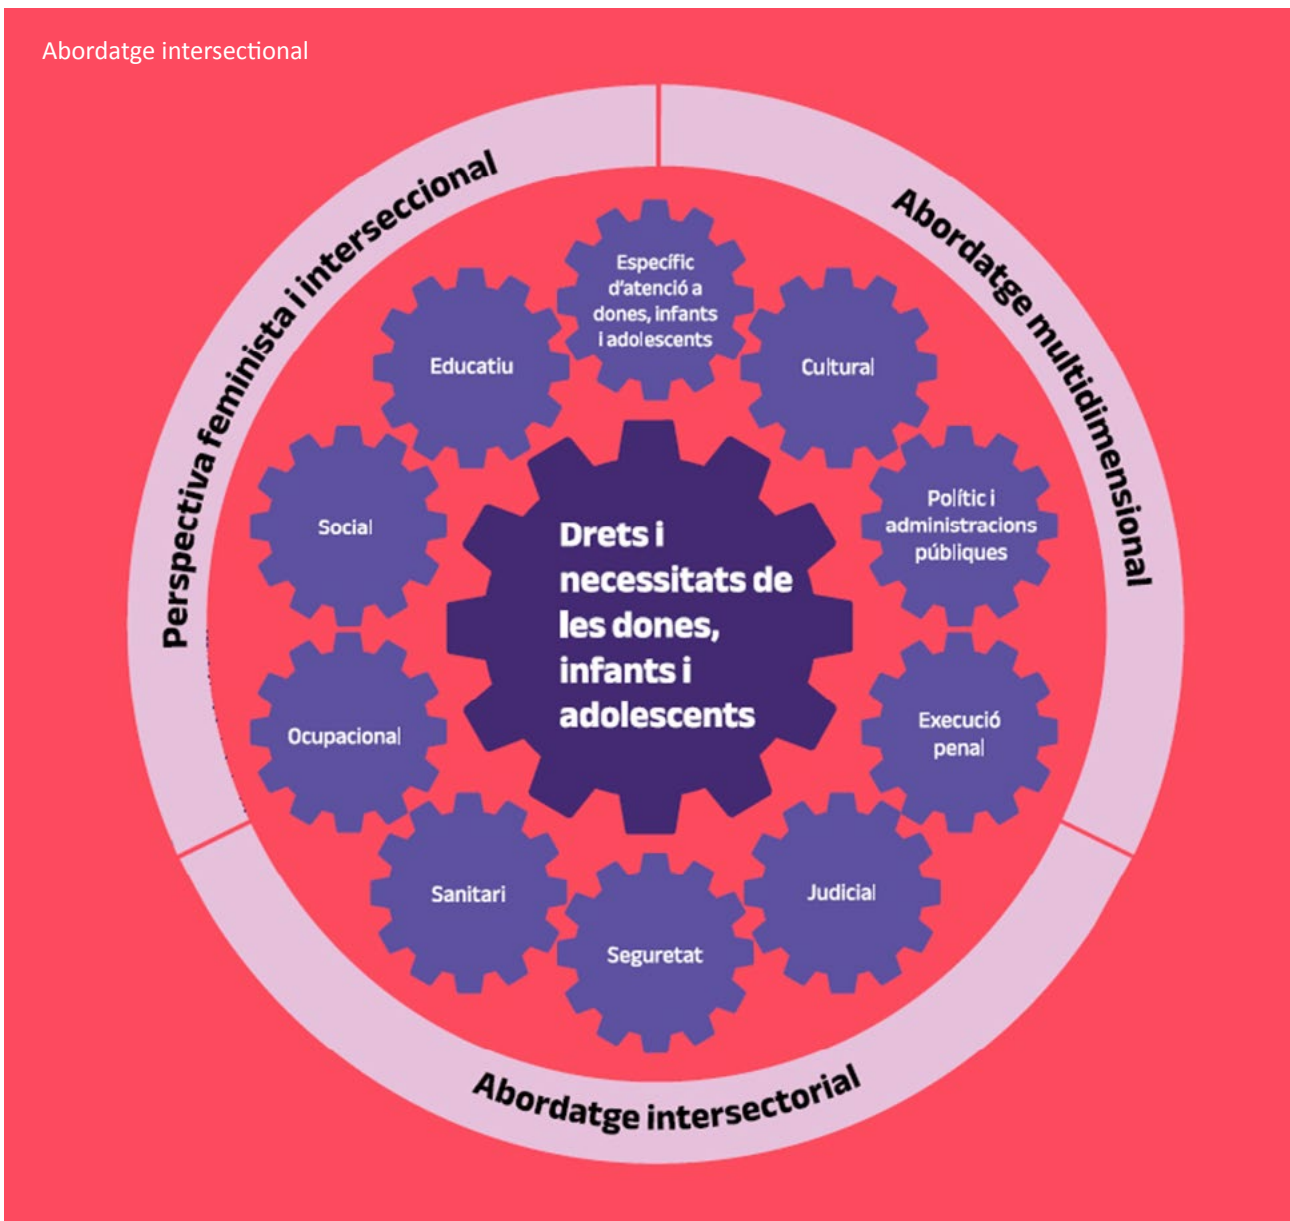 Abordatge intersectional
Perspectiva feminista i interseccional
Abordatge multidimensional
Específic
d'atenció a
dones, infants
i adolescents
Educatiu
Cultural
Social
Polític i
administracions
públiques
Drets i
necessitats de
les dones,
infants i
adolescents
Ocupacional
Execució
penal
Sanitari
Judicial
Seguretat
Abordatge intersectorial